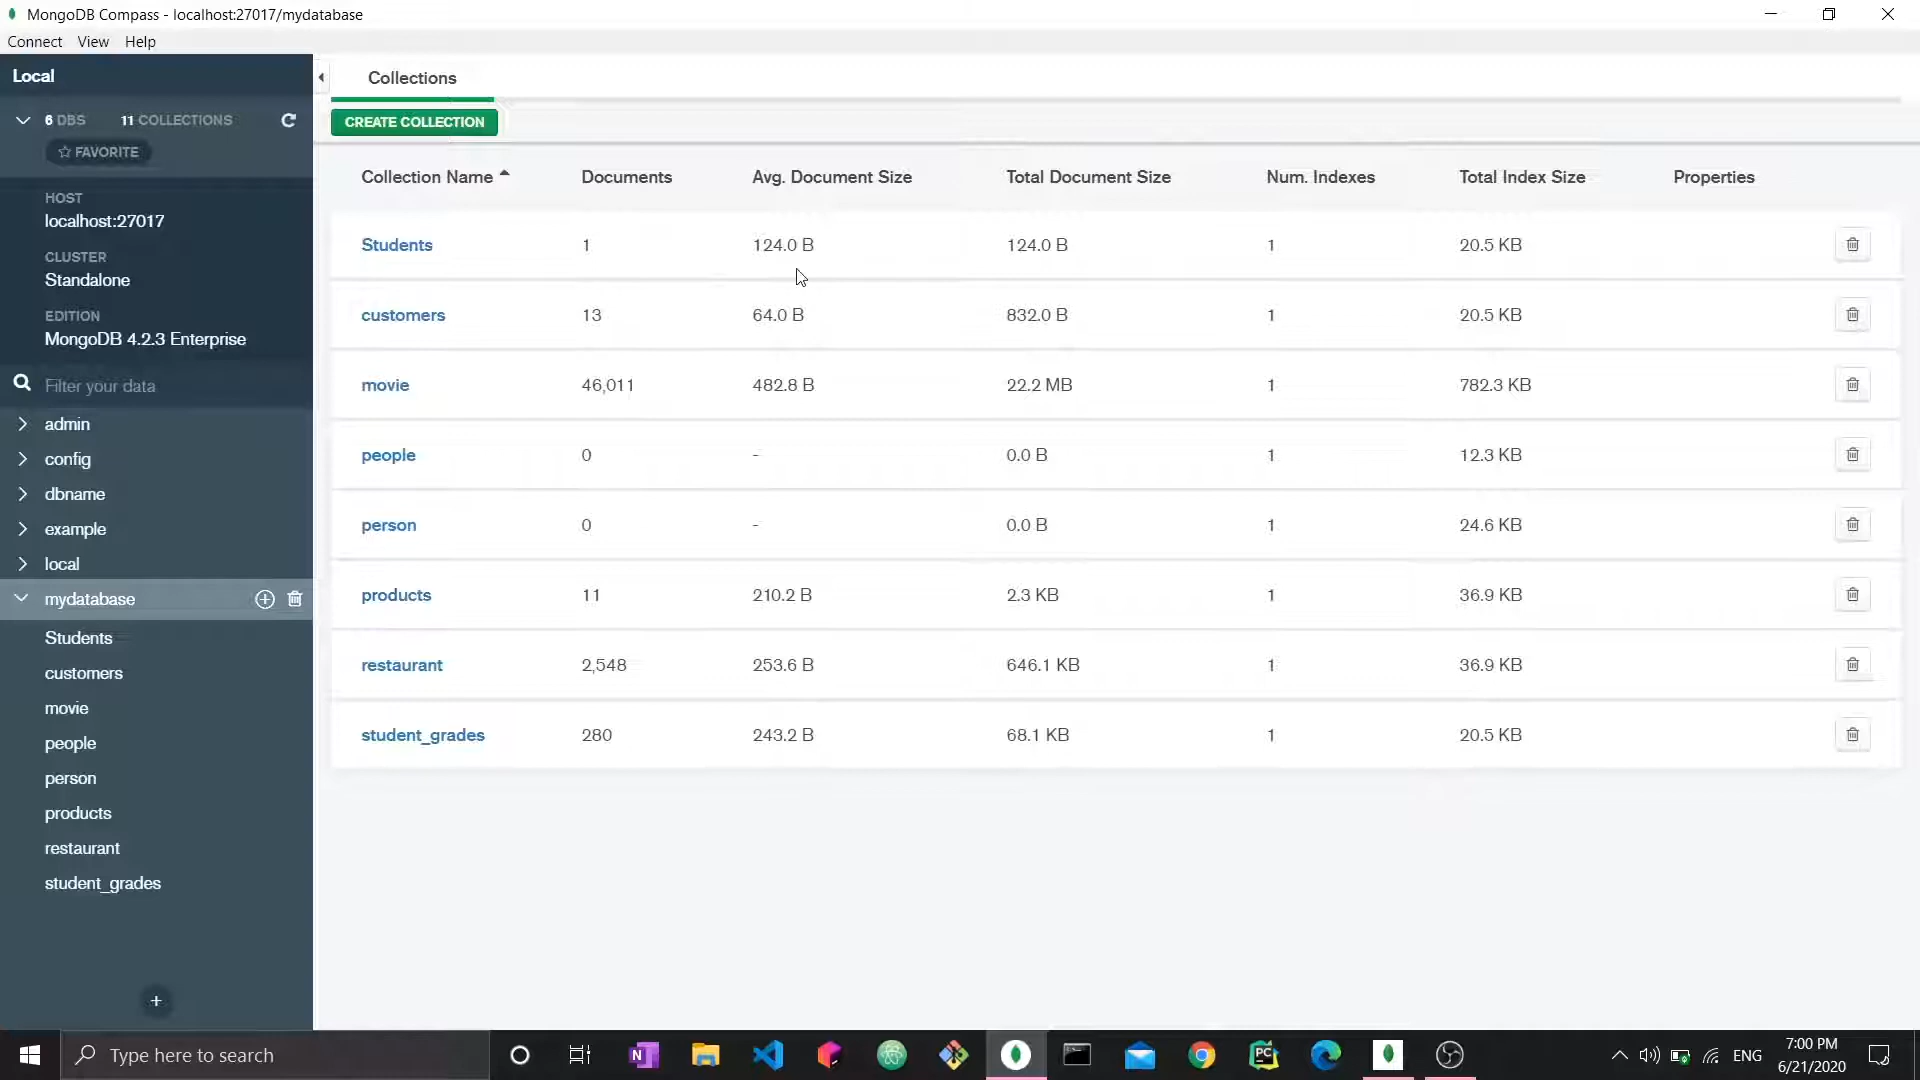 MongoDB Compass - localhost:27017/mydatabase
Connect View Help
Local
6 DBS 11 COLLECTIONS
FAVORITE
HOST
localhost:27017
CLUSTER
Standalone
EDITION
MongoDB 4.2.3 Enterprise
Filter your data
admin
config
dbname
example
local
mydatabase
Students
customers
movie
people
person
products
restaurant
student_grades
+
Collections
CREATE COLLECTION
Collection Name Documents Avg. Document Size Total Document Size Num. Indexes Total Index Size Properties
Students 1 124.0 B 124.0 B 1 20.5 KB
customers 13 64.0 B 832.0 B 1 20.5 KB
movie 46,011 482.8 B 22.2 MB 1 782.3 KB
people 0 - 0.0 B 1 12.3 KB
person 0 - 0.0 B 1 24.6 KB
products 11 210.2 B 2.3 KB 1 36.9 KB
restaurant 2,548 253.6 B 646.1 KB 1 36.9 KB
student_grades 280 243.2 B 68.1 KB 1 20.5 KB
Type here to search
N
PC
ENG
7:00 PM
6/21/2020